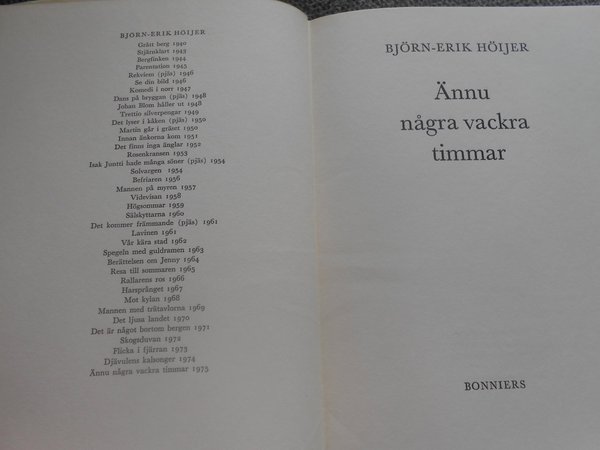 BJÖRN-ERIK HÖIJER
Grått berg 1940
Stjärnklart 1943
Bergfinken 1944
Parentation 1945
Rekviem (pjäs) 1946
Se din bild 1946
Komedi i norr 1947
Dans på bryggan (pjäs) 1948
Johan Blom håller ut 1948
Trettio silverpengar 1949
Det lyser i kåken (pjäs) 1950
Martin går i gräset 1950
Innan änkorna kom 1951
Det finns inga änglar 1952
Rosenkransen 1953
Isak Juntti hade många söner (pjäs) 1954
Solvargen 1954
Befriaren 1956
Mannen på myren 1957
Videvisan 1958
Högsommar 1959
Sälskyttarna 1960
Det kommer främmande (pjäs) 1961
Lavinen 1961
Vår kära stad 1962
Spegeln med guldramen 1963
Berättelsen om Jenny 1964
Resa till sommaren 1965
Rallarens ros 1966
Harsprånget 1967
Mot kylan 1968
Mannen med trätavlorna 1969
Det ljusa landet 1970
Det är något bortom bergen 1971
Skogsduvan 1972
Flicka i fjärran 1973
Djävulens kalsonger 1974
Ännu några vackra timmar 1975
BJÖRN-ERIK HÖIJER
Ännu
några vackra
timmar
BONNIERS